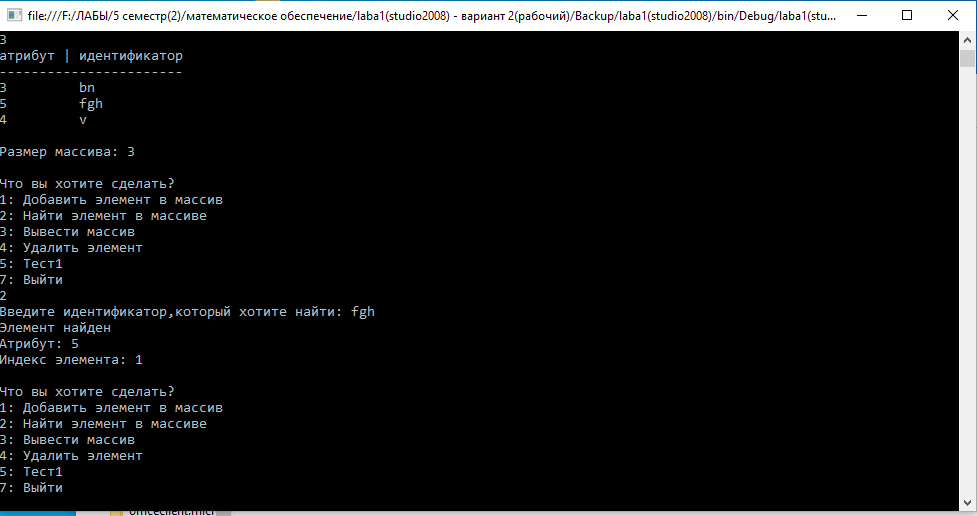 file:///F:/ЛАБЫ/5 семестр(2)/математическое обеспечение/laba1(studio2008) - вариант 2(рабочий)/Backup/laba1(studio2008)/bin/Debug/laba1(stu...
3
атрибут | идентификатор
-----------------------
3 bn
5 fgh
4 v
Размер массива: 3
Что вы хотите сделать?
1: Добавить элемент в массив
2: Найти элемент в массиве
3: Вывести массив
4: Удалить элемент
5: Тест1
7: Выйти
2
Введите идентификатор,который хотите найти: fgh
Элемент найден
Атрибут: 5
Индекс элемента: 1
Что вы хотите сделать?
1: Добавить элемент в массив
2: Найти элемент в массиве
3: Вывести массив
4: Удалить элемент
5: Тест1
7: Выйти